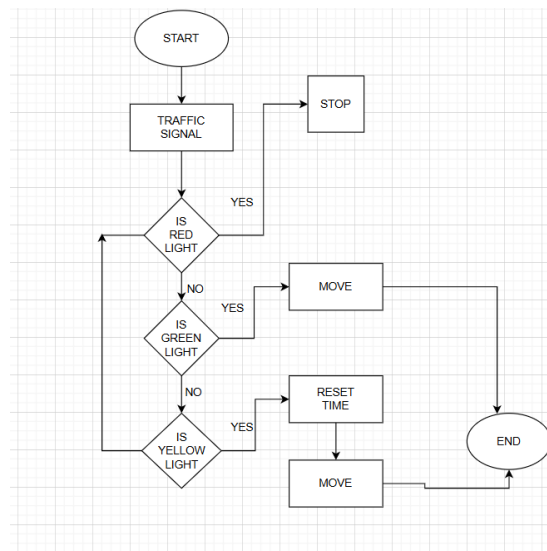 START
STOP
TRAFFIC
SIGNAL
YES
IS
RED
LIGHT
NO
MOVE
YES
IS
GREEN
LIGHT
NO
RESET
TIME
YES
IS
YELLOW
LIGHT
END
MOVE